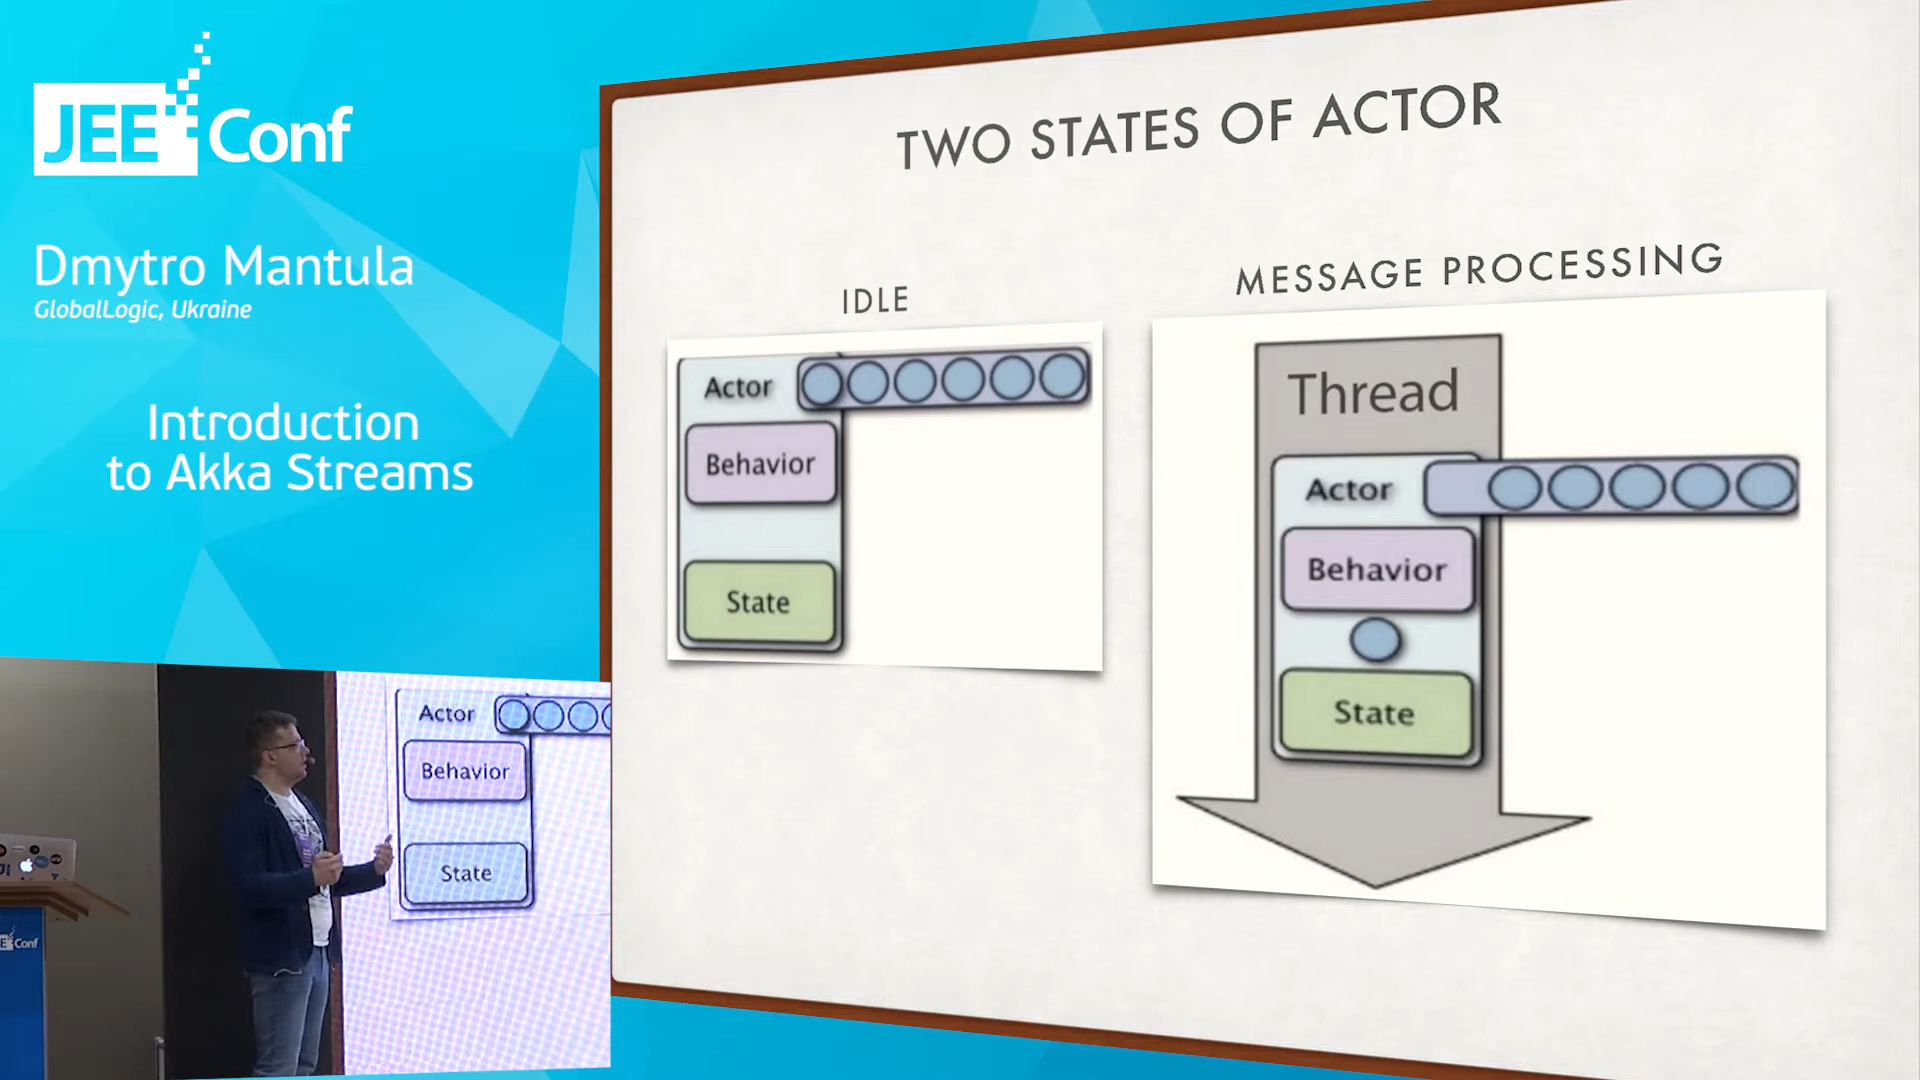 JEE Conf
Dmytro Mantula
GlobalLogic, Ukraine
Introduction
to Akka Streams
TWO STATES OF ACTOR
IDLE
MESSAGE PROCESSING
Actor
Behavior
State
Thread
Actor
Behavior
State
Actor
Behavior
State
Conf